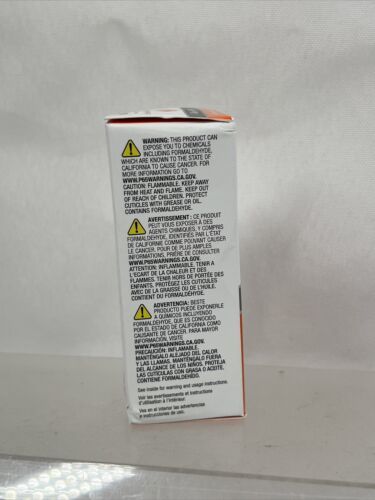 WARNING: THIS PRODUCT CAN
EXPOSE YOU TO CHEMICALS
INCLUDING FORMALDEHYDE,
WHICH ARE KNOWN TO THE STATE OF
CALIFORNIA TO CAUSE CANCER. FOR
MORE INFORMATION GO TO
WWW.P65WARNINGS.CA.GOV.
CAUTION: FLAMMABLE. KEEP AWAY
FROM HEAT AND FLAME. KEEP OUT
OF REACH OF CHILDREN. PROTECT
CUTICLES WITH GREASE OR OIL.
CONTAINS FORMALDEHYDE.
AVERTISSEMENT : CE PRODUIT
PEUT VOUS EXPOSER À DES
AGENTS CHIMIQUES, Y COMPRIS
FORMALDEHYDE, IDENTIFIÉS PAR L'ÉTAT
DE CALIFORNIE COMME POUVANT CAUSER
LE CANCER. POUR DE PLUS AMPLES
INFORMATIONS, PRIÈRE DE CONSULTER
WWW.P65WARNINGS.CA.GOV.
ATTENTION: INFLAMMABLE. TENIR À
L'ÉCART DE LA CHALEUR ET DES
FLAMMES. TENIR HORS DE PORTÉE DES
ENFANTS. PROTÉGEZ LES CUTICULES
AVEC DE LA GRAISSE OU DE L'HUILE.
CONTIENT DU FORMALDÉHYDE.
ADVERTENCIA: BESTE
PRODUCTO PUEDE EXPONERLE
A QUÍMICOS INCLUYENDO
FORMALDEHYDE, QUE ES CONOCIDO
POR EL ESTADO DE CALIFORNIA COMO
CAUSANTE DE CANCER. PARA MAYOR
INFORMACIÓN, VISITE
WWW.P65WARNINGS.CA.GOV.
PRECAUCIÓN: INFLAMABLE.
MANTÉNGALO ALEJADO DEL CALOR
Y LAS LLAMAS. MANTÉNGALO FUERA
DEL ALCANCE DE LOS NIÑOS. PROTEJA
LAS CUTÍCULAS CON GRASA O ACEITE.
CONTIENE FORMALDEHÍDO.
See inside for warning and usage instructions.
Voir les avertissements et instructions
d'utilisation à l'intérieur.
Vea en el interior las advertencias
e instrucciones de uso.